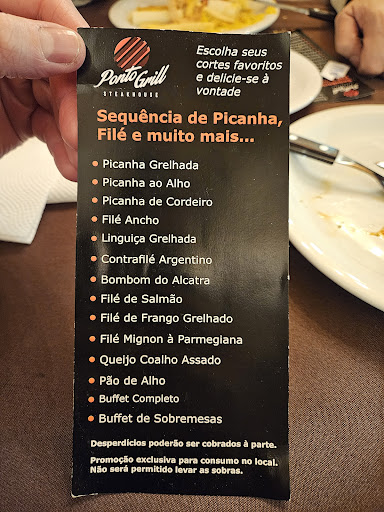 Ponto Grill
STEAKHOUSE
Escolha seus
cortes favoritos
e delicie-se à
vontade
Sequência de Picanha,
Filé e muito mais...
• Picanha Grelhada
• Picanha ao Alho
• Picanha de Cordeiro
• Filé Ancho
• Linguiça Grelhada
• Contrafilé Argentino
• Bombom do Alcatra
• Filé de Salmão
• Filé de Frango Grelhado
• Filé Mignon à Parmegiana
• Queijo Coalho Assado
• Pão de Alho
• Buffet Completo
• Buffet de Sobremesas
Desperdícios poderão ser cobrados à parte.
Promoção exclusiva para consumo no local.
Não será permitido levar as sobras.